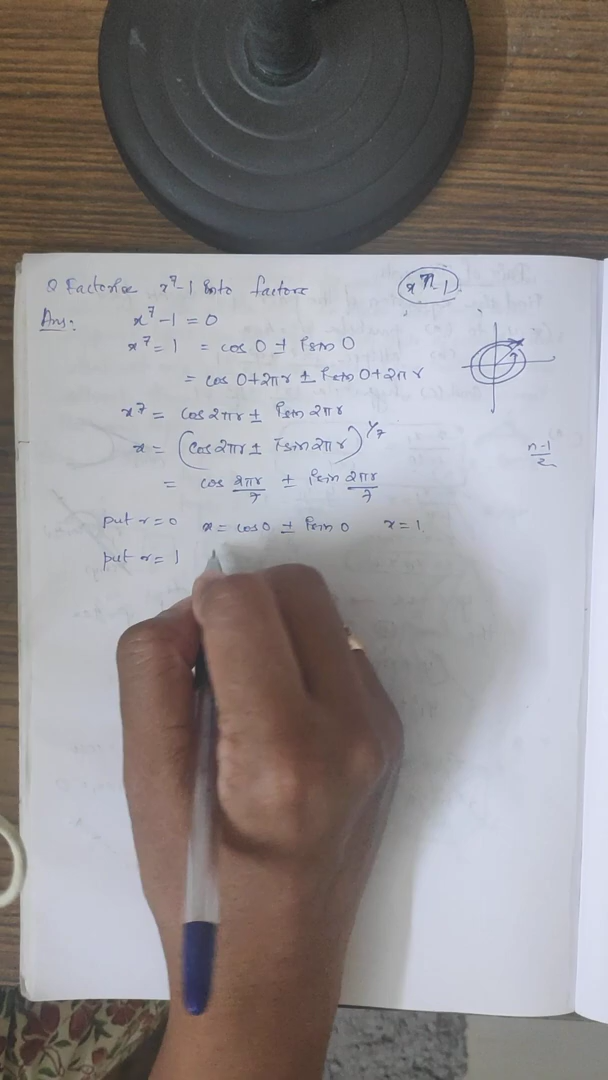 Q Factorise x⁷-1 into factors
xⁿ-1
Ans: x⁷-1 = 0
x⁷ = 1 = cos 0 ± i sin 0
= cos 0+2πr ± i sin 0+2πr
x⁷ = cos 2πr ± i sin 2πr
x = (cos 2πr ± i sin 2πr)^1/7
n-1/2
= cos 2πr/7 ± i sin 2πr/7
put r=0 x = cos 0 ± i sin 0 x = 1
put r = 1